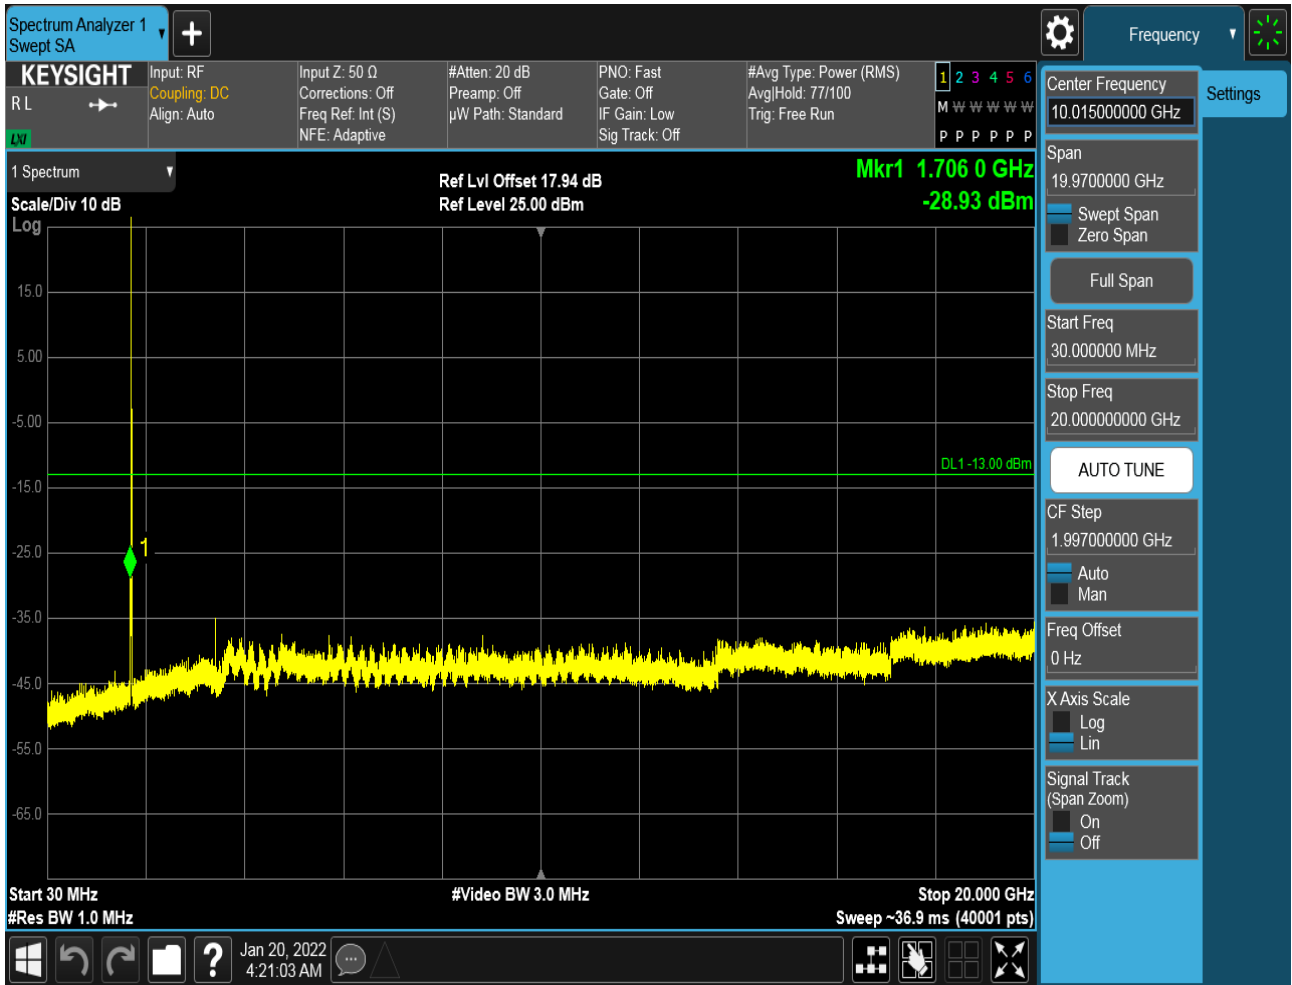 Spectrum Analyzer 1
Swept SA
Frequency
KEYSIGHT
R L
LXI
Input: RF
Coupling: DC
Align: Auto
Input Z: 50 Ω
Corrections: Off
Freq Ref: Int (S)
NFE: Adaptive
#Atten: 20 dB
Preamp: Off
µW Path: Standard
PNO: Fast
Gate: Off
IF Gain: Low
Sig Track: Off
#Avg Type: Power (RMS)
Avg|Hold: 77/100
Trig: Free Run
1 2 3 4 5 6
M W W W W W
P P P P P P
1 Spectrum
Scale/Div 10 dB
Log
Ref Lvl Offset 17.94 dB
Ref Level 25.00 dBm
Mkr1 1.706 0 GHz
-28.93 dBm
15.0
5.00
-5.00
DL1 -13.00 dBm
-15.0
1
-25.0
-35.0
-45.0
-55.0
-65.0
Start 30 MHz
#Res BW 1.0 MHz
#Video BW 3.0 MHz
Stop 20.000 GHz
Sweep ~36.9 ms (40001 pts)
Jan 20, 2022
4:21:03 AM
Settings
Center Frequency
10.015000000 GHz
Span
19.9700000 GHz
Swept Span
Zero Span
Full Span
Start Freq
30.000000 MHz
Stop Freq
20.000000000 GHz
AUTO TUNE
CF Step
1.997000000 GHz
Auto
Man
Freq Offset
0 Hz
X Axis Scale
Log
Lin
Signal Track
(Span Zoom)
On
Off